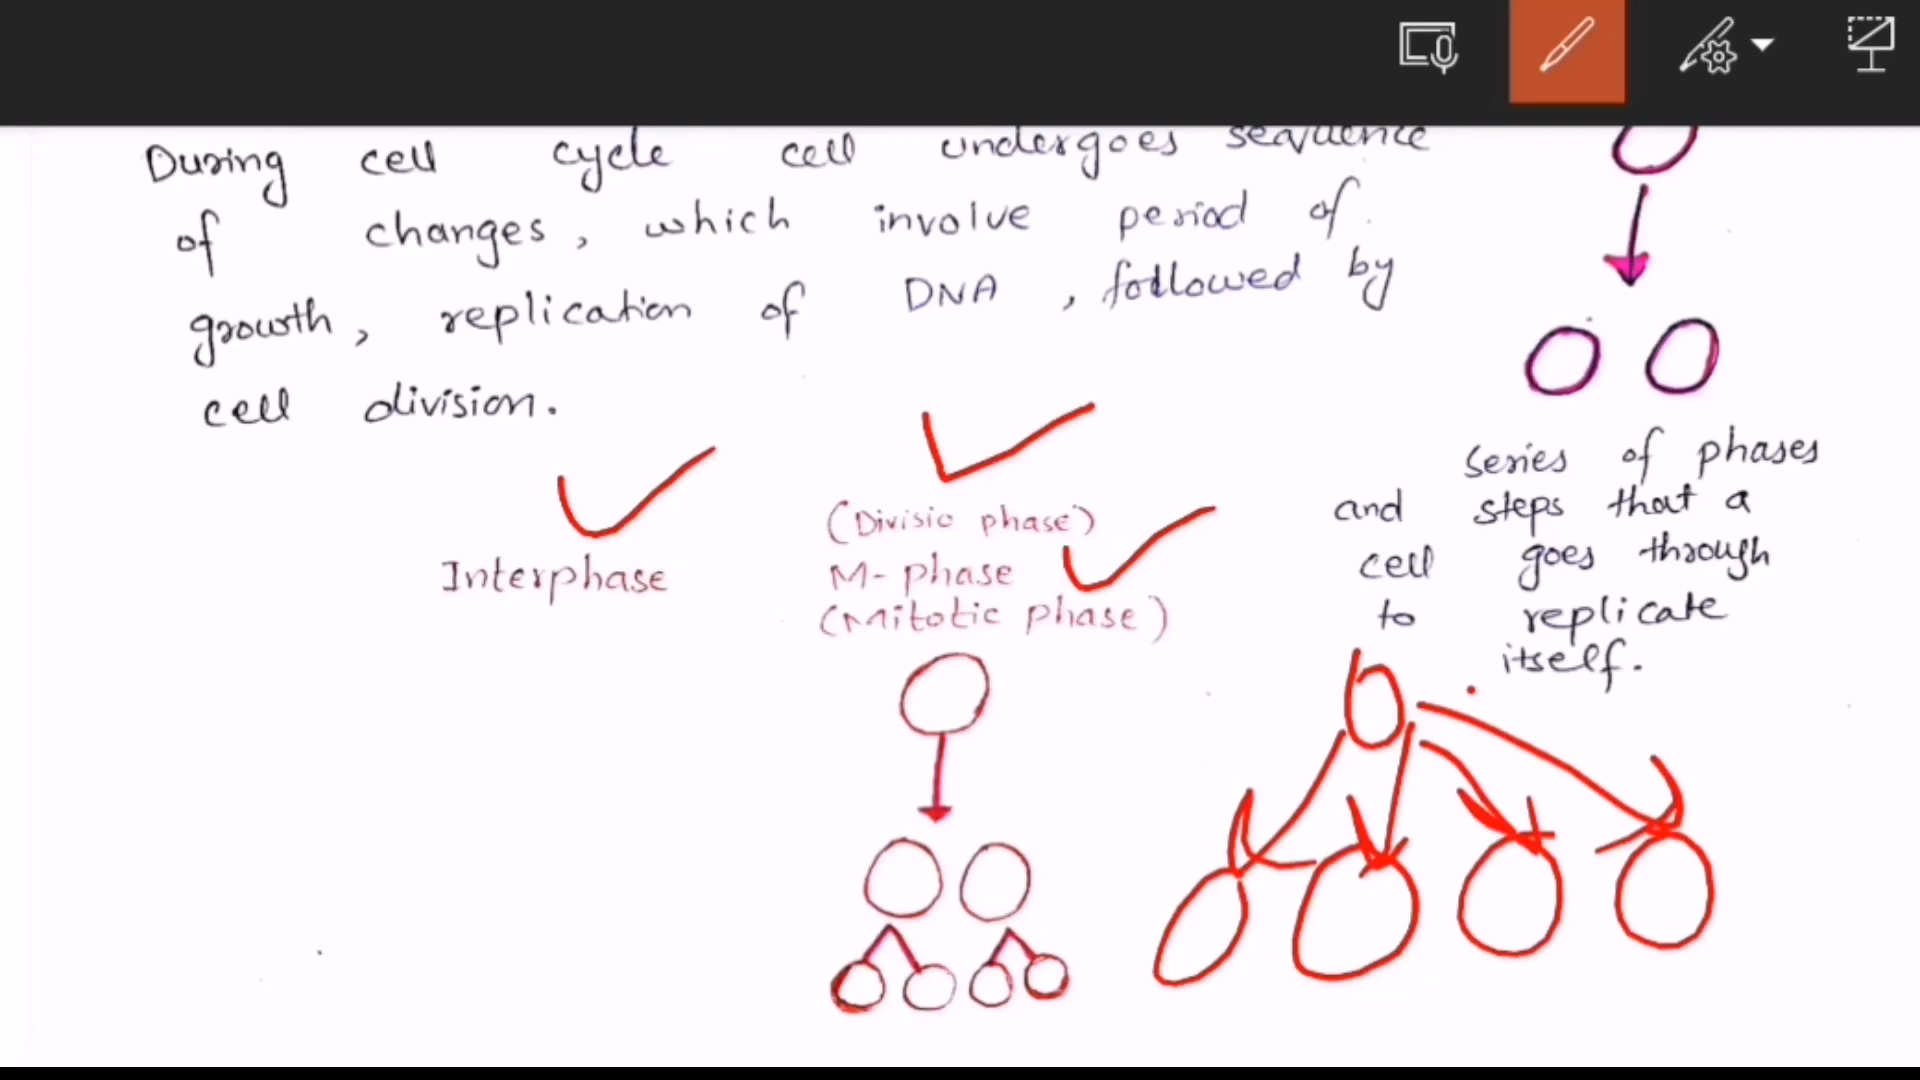 During cell cycle cell undergoes sequence
of changes, which involve period of
growth, replication of DNA, followed by
cell division.
Interphase
(Divisio phase)
M-phase
(Mitotic phase)
series of phases
and steps that a
cell goes through
to replicate
itself.